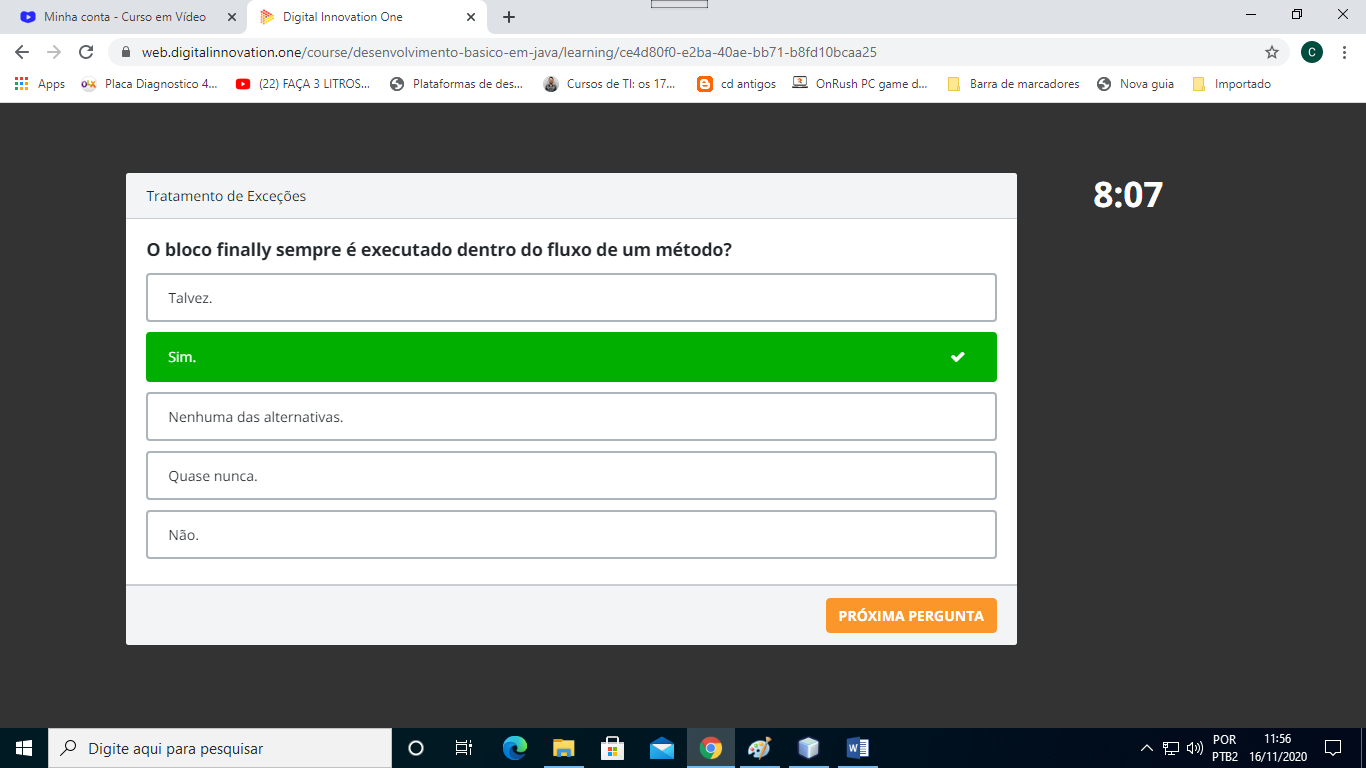 Minha conta - Curso em Vídeo
Digital Innovation One
web.digitalinnovation.one/course/desenvolvimento-basico-em-java/learning/ce4d80f0-e2ba-40ae-bb71-b8fd10bcaa25
C
Apps
OLX
Placa Diagnostico 4...
(22) FAÇA 3 LITROS...
Plataformas de des...
Cursos de TI: os 17...
cd antigos
OnRush PC game d...
Barra de marcadores
Nova guia
Importado
Tratamento de Exceções
8:07
O bloco finally sempre é executado dentro do fluxo de um método?
Talvez.
Sim.
Nenhuma das alternativas.
Quase nunca.
Não.
PRÓXIMA PERGUNTA
Digite aqui para pesquisar
POR
PTB2
11:56
16/11/2020